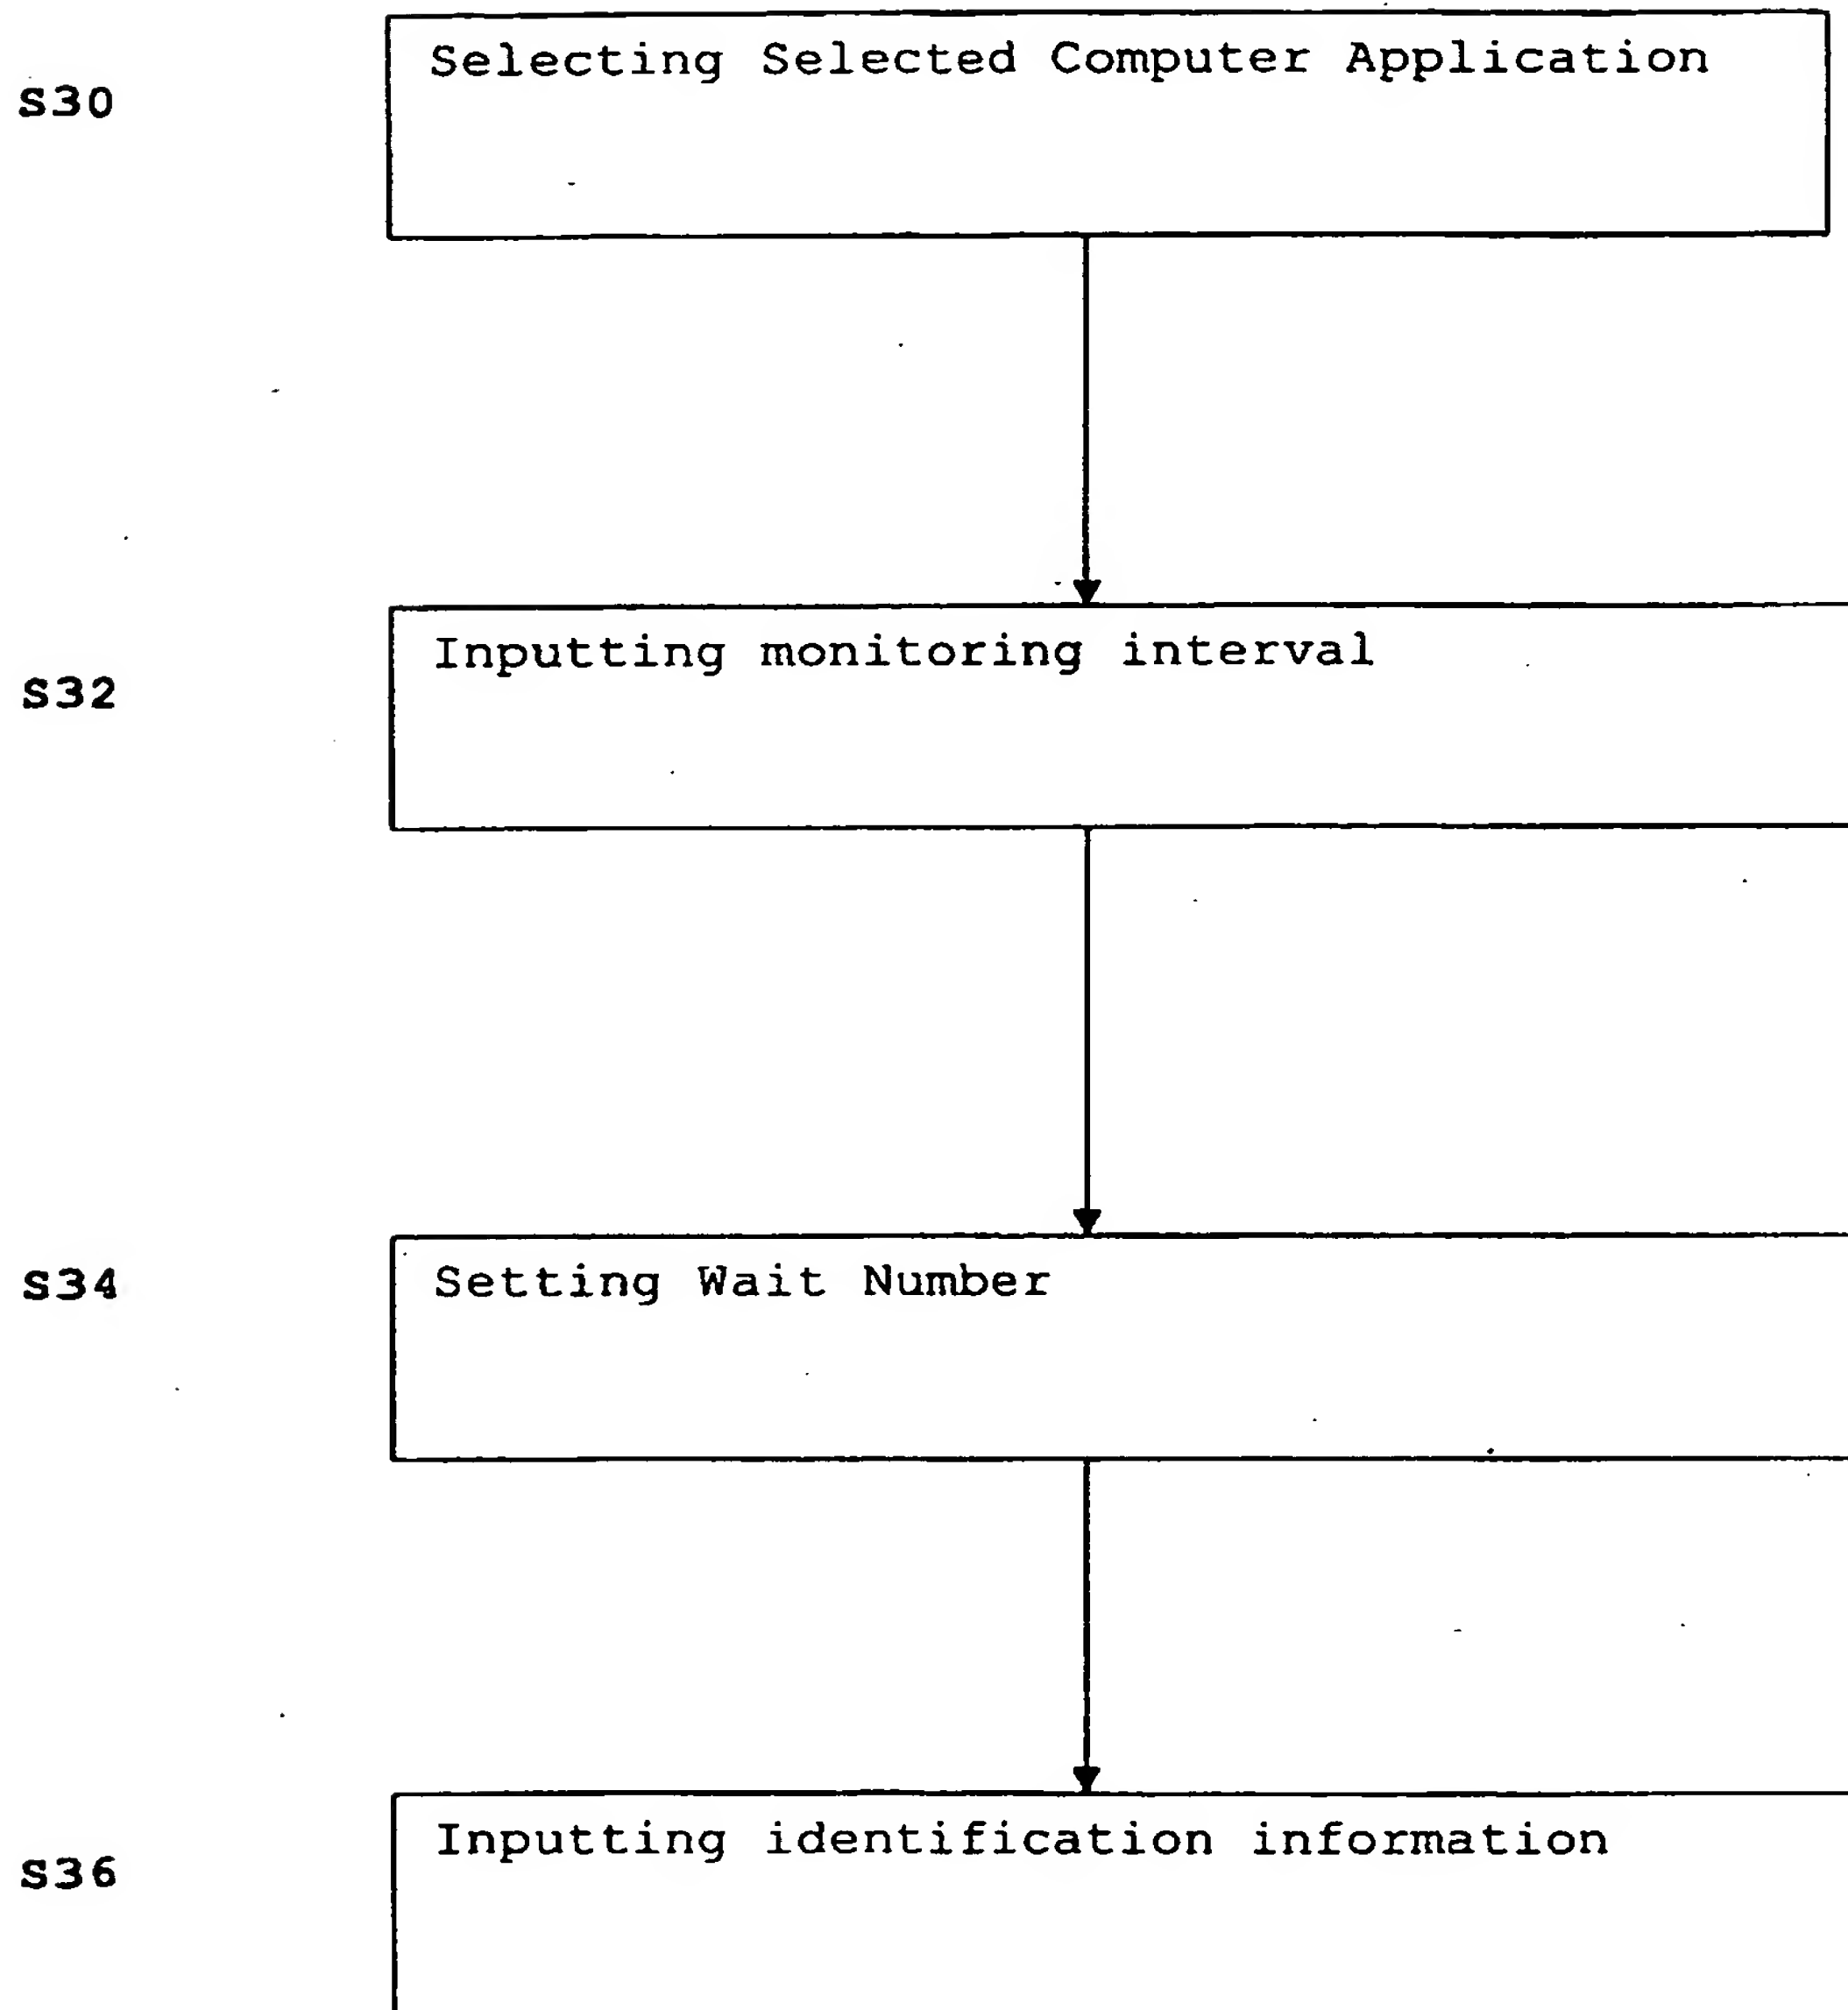 S30
Selecting Selected Computer Application
S32
Inputting monitoring interval
S34
Setting Wait Number
S36
Inputting identification information